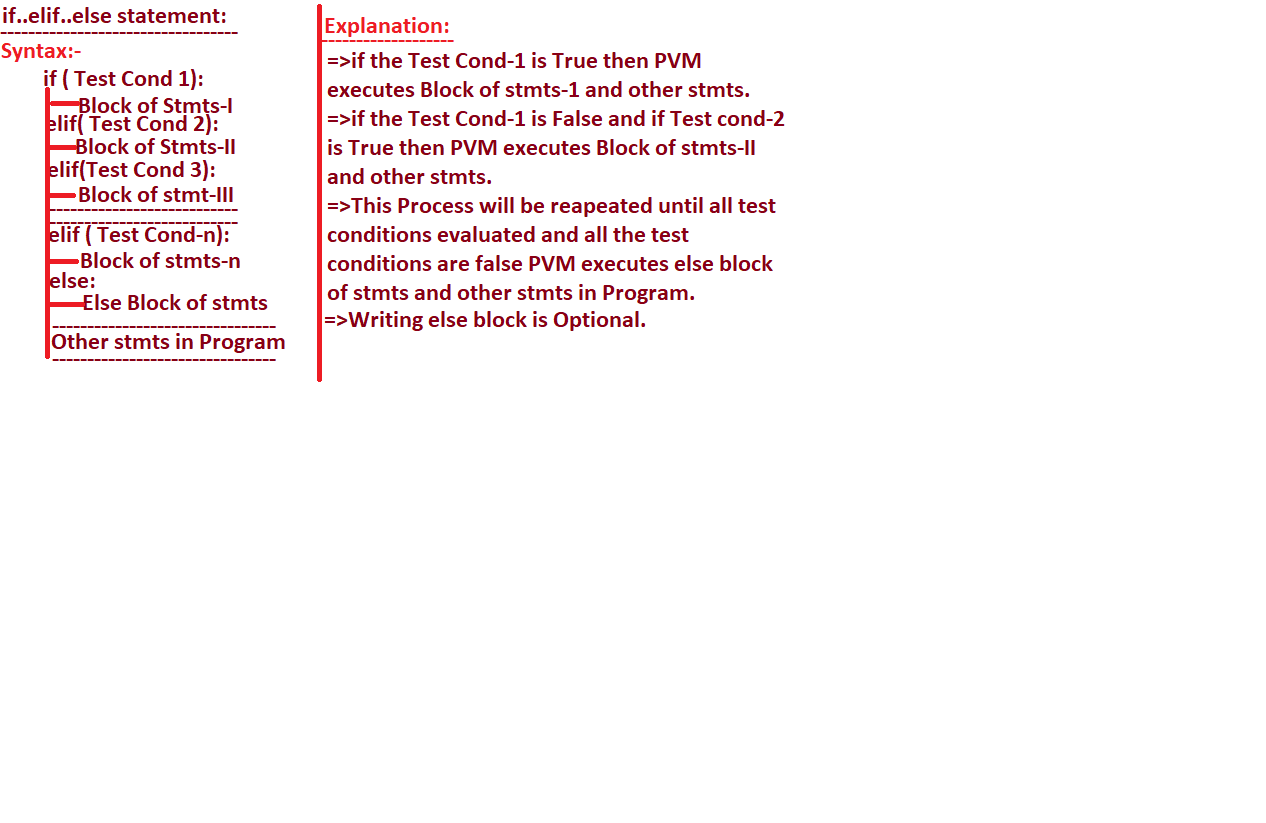 if..elif..else statement:
----------------------------------
Syntax:-
if ( Test Cond 1):
Block of Stmts-I
elif( Test Cond 2):
Block of Stmts-II
elif(Test Cond 3):
Block of stmt-III
---------------------------
---------------------------
elif ( Test Cond-n):
Block of stmts-n
else:
Else Block of stmts
--------------------------------
Other stmts in Program
--------------------------------
Explanation:
-------------------
=>if the Test Cond-1 is True then PVM
executes Block of stmts-1 and other stmts.
=>if the Test Cond-1 is False and if Test cond-2
is True then PVM executes Block of stmts-II
and other stmts.
=>This Process will be reapeated until all test
conditions evaluated and all the test
conditions are false PVM executes else block
of stmts and other stmts in Program.
=>Writing else block is Optional.